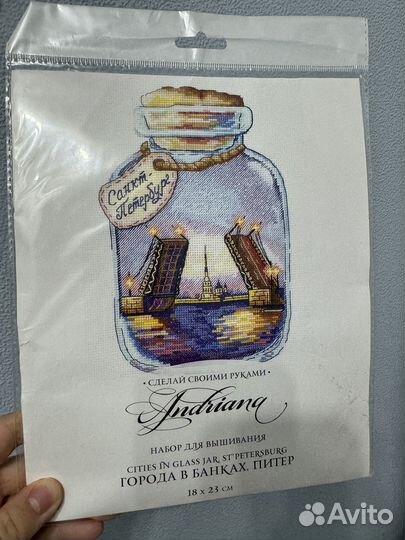 Санкт-
Петербург
• СДЕЛАЙ СВОИМИ РУКАМИ •
Andriana
НАБОР ДЛЯ ВЫШИВАНИЯ
CITIES IN GLASS JAR, ST'PETERSBURG
ГОРОДА В БАНКАХ. ПИТЕР
18 х 23 см
Avito